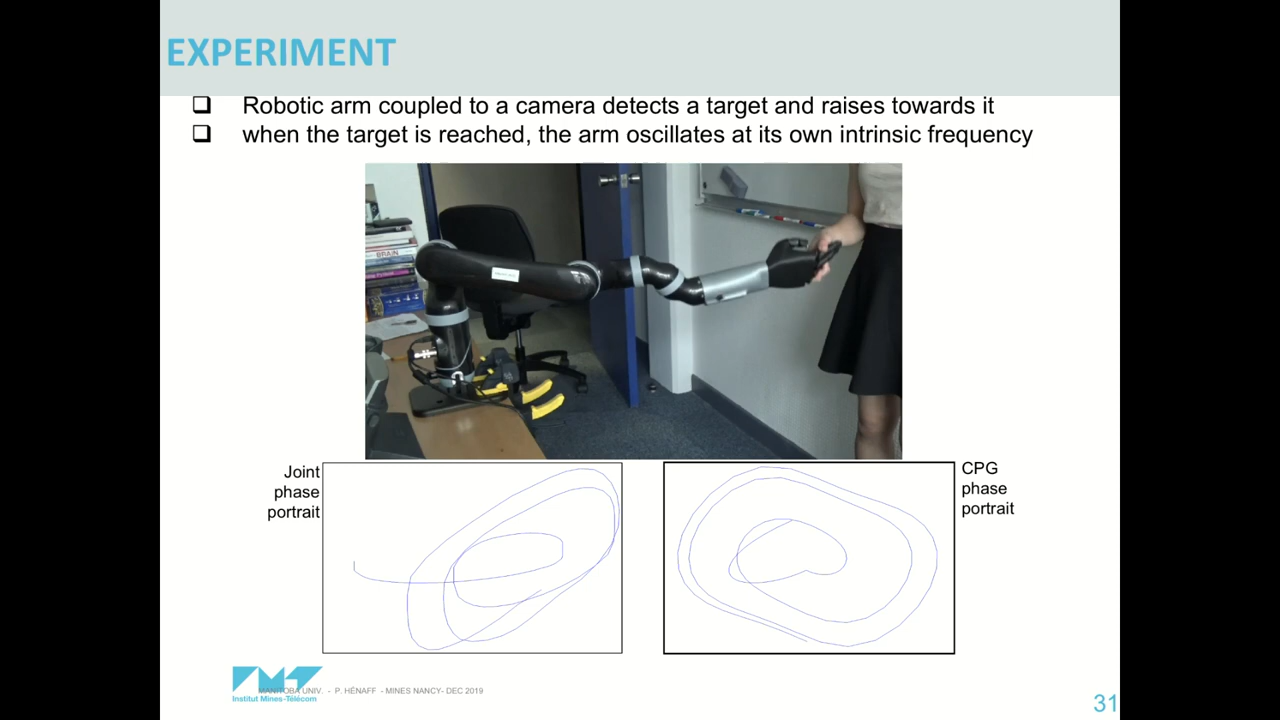 EXPERIMENT
❑ Robotic arm coupled to a camera detects a target and raises towards it
❑ when the target is reached, the arm oscillates at its own intrinsic frequency
BRAIN
Joint
phase
portrait
CPG
phase
portrait
Institut Mines-Télécom
MANITOBA UNIV. - P. HÉNAFF - MINES NANCY- DEC 2019
31